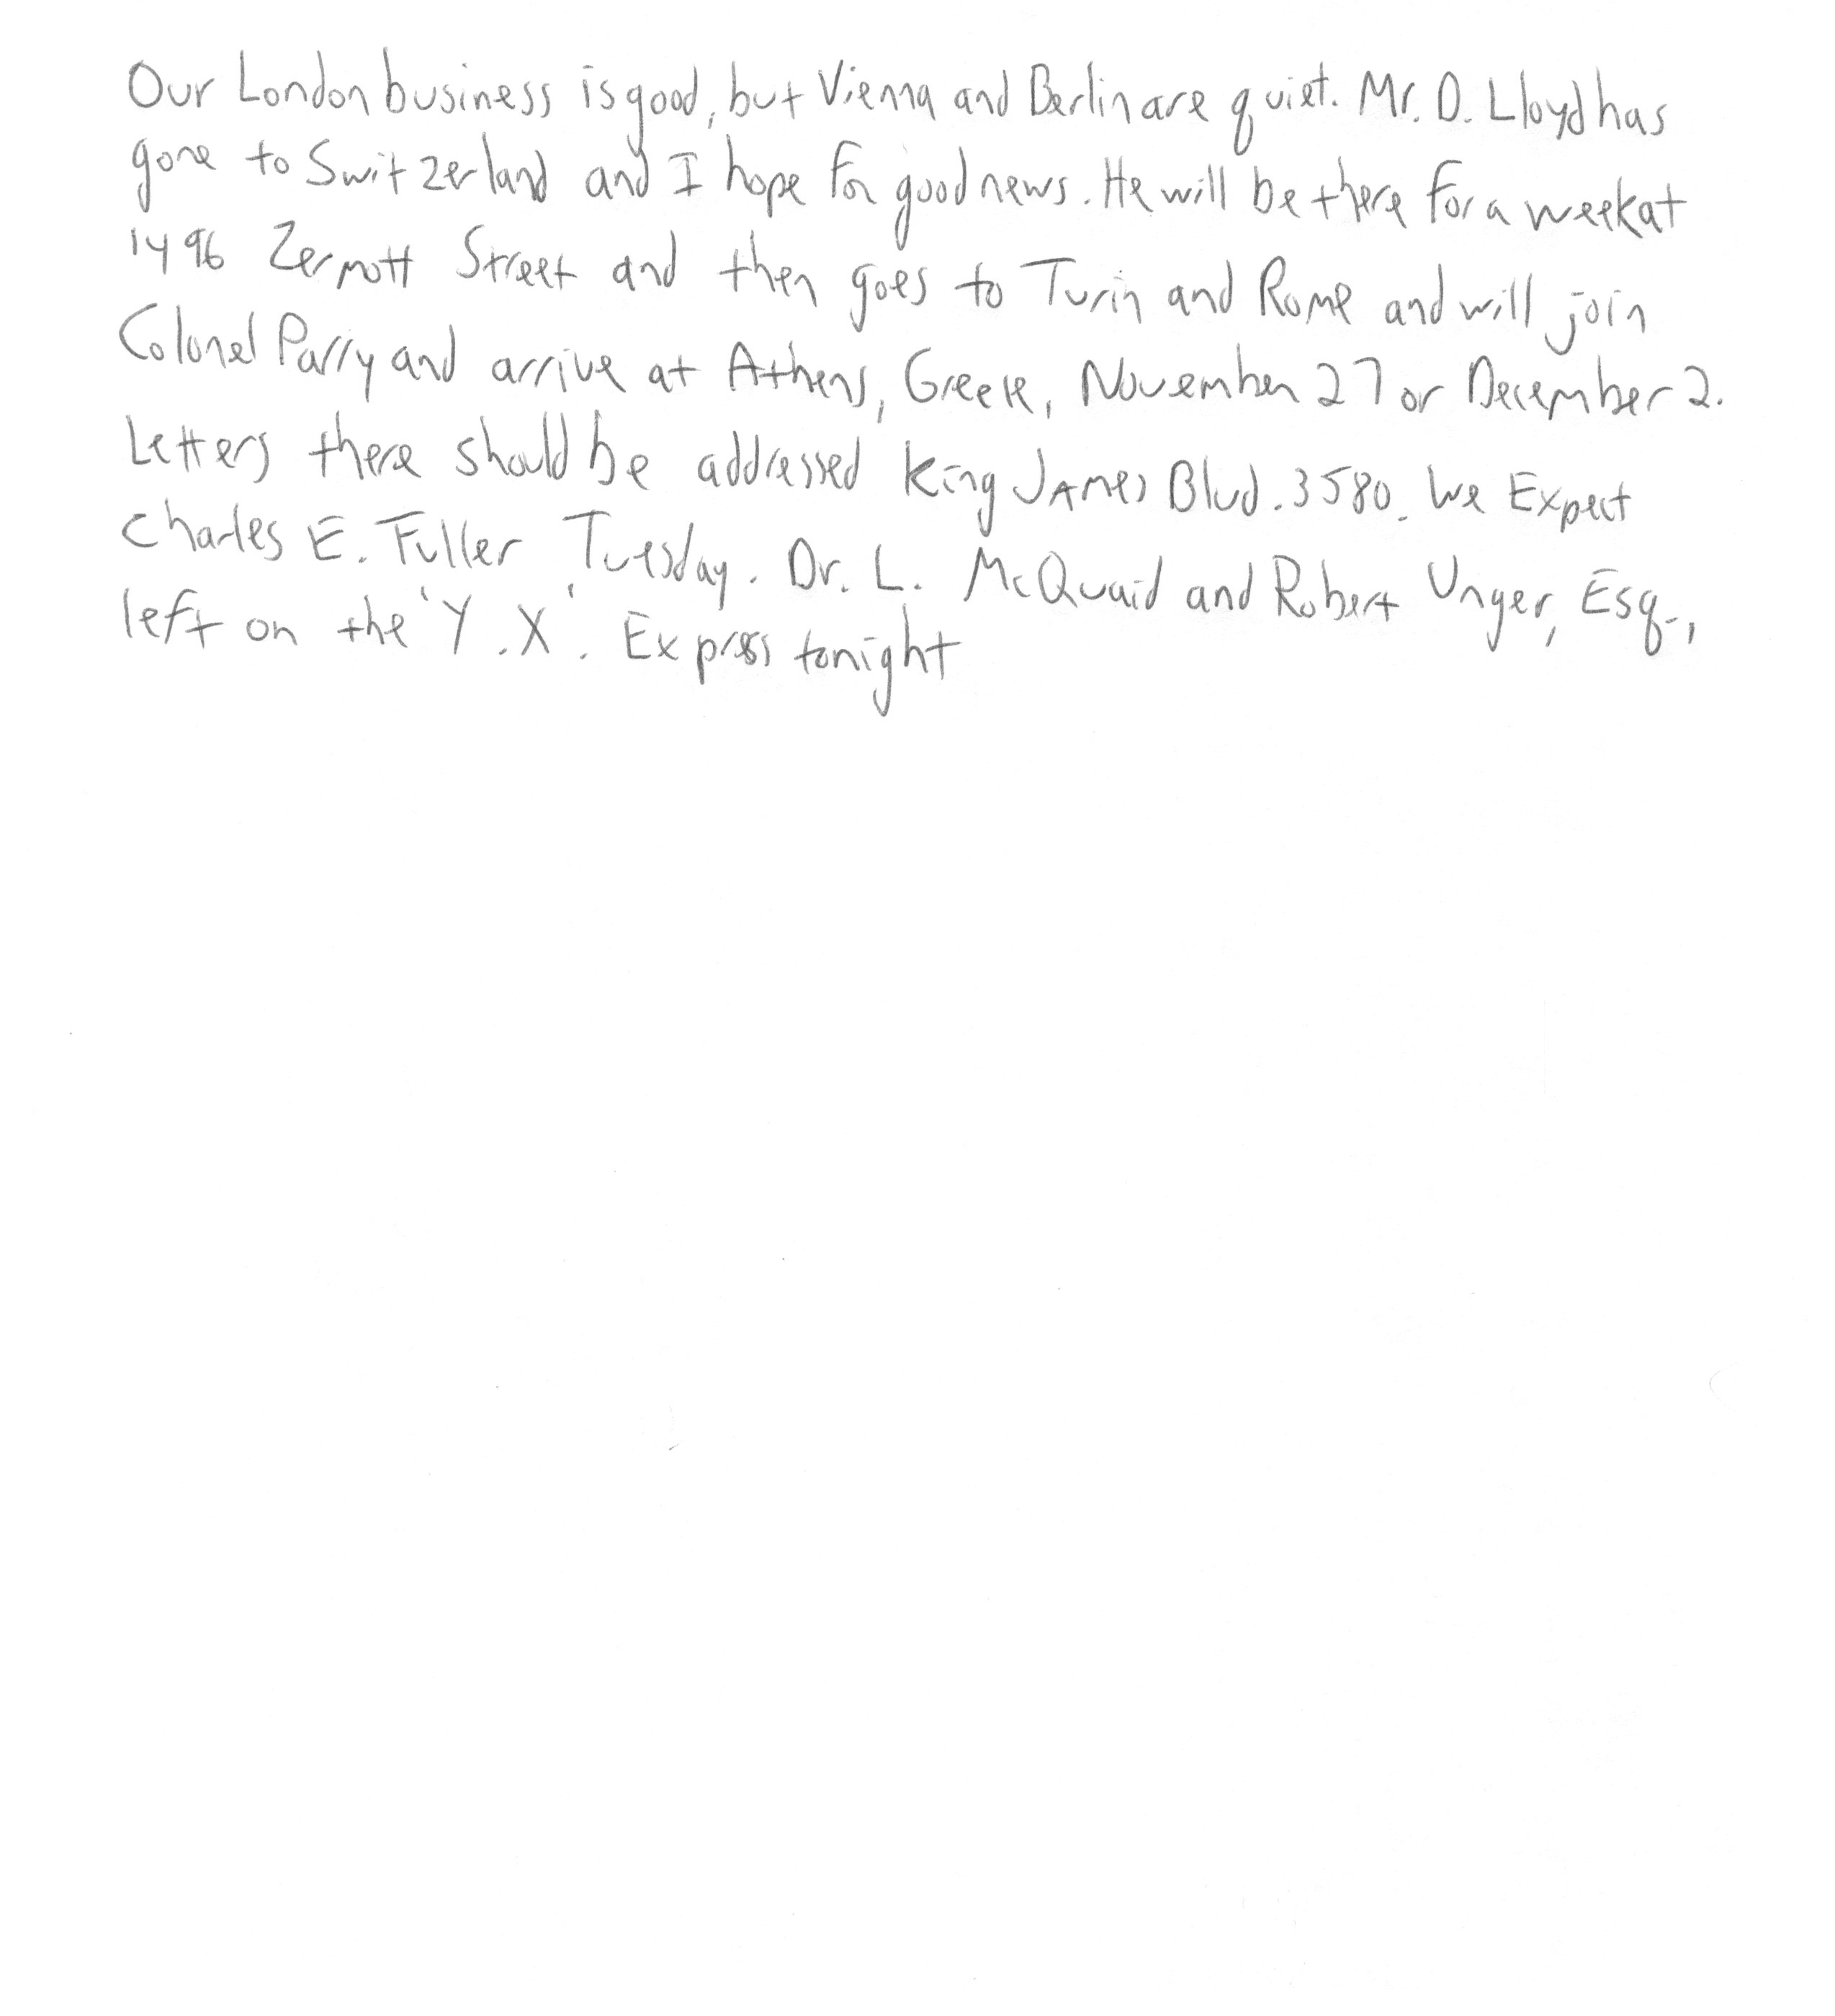 Our London business is good, but Vienna and Berlin are quiet. Mr. D. Lloyd has
gone to Switzerland and I hope for good news. He will be there for a week at
1496 Zermott Street and then goes to Turin and Rome and will join
Colonel Parry and arrive at Athens, Greece, November 27 or December 2.
Letters there should be addressed King James Blvd. 3580. We Expect
Charles E. Fuller Tuesday. Dr. L. McQuaid and Robert Unger, Esq.,
left on the 'Y.X'. Express tonight